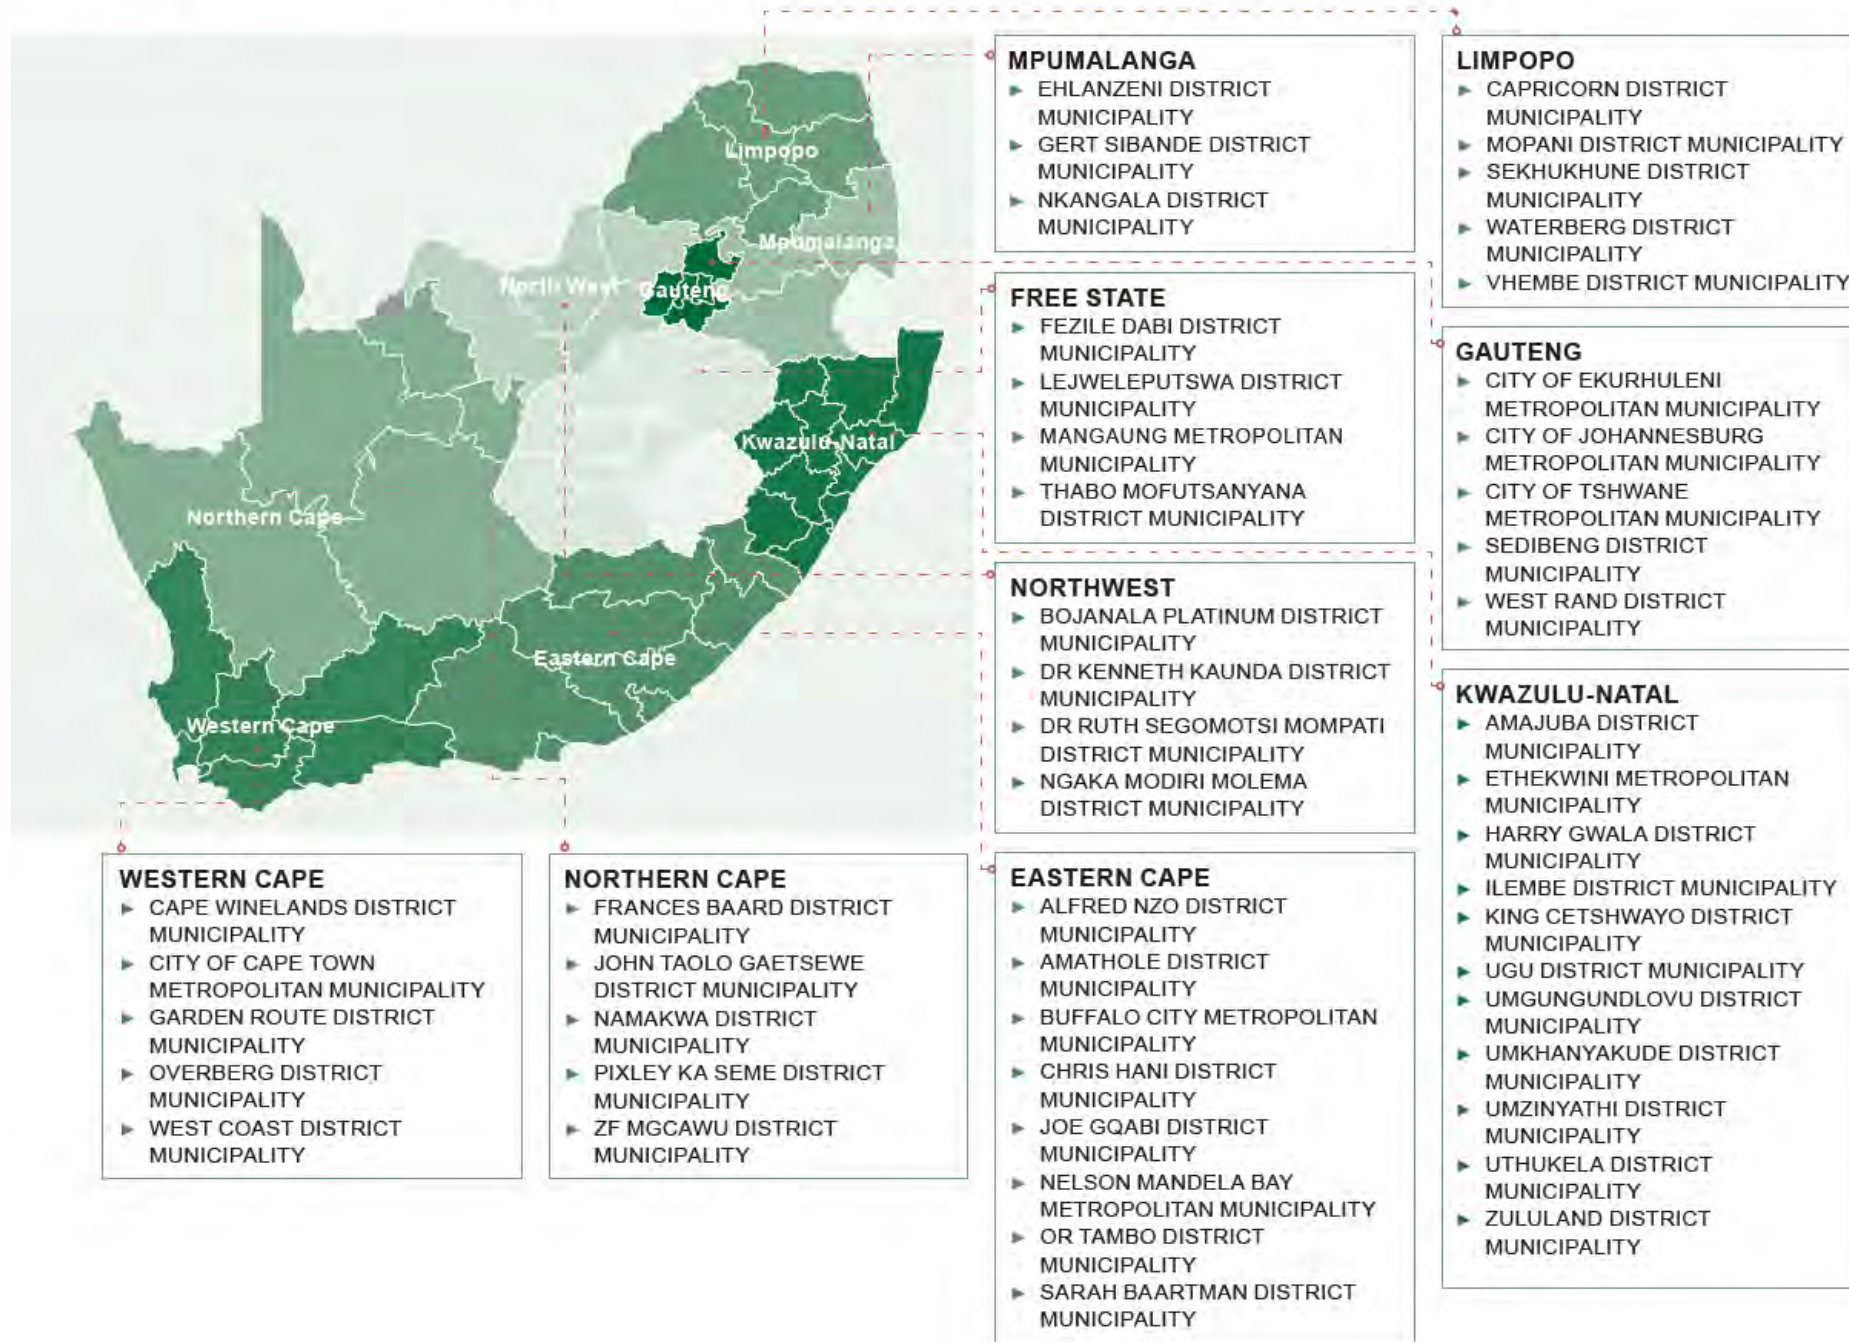 Limpopo
Mpumalanga
North West
Gauteng
Kwazulu-Natal
Northern Cape
Eastern Cape
Western Cape
MPUMALANGA
► EHLANZENI DISTRICT
MUNICIPALITY
► GERT SIBANDE DISTRICT
MUNICIPALITY
► NKANGALA DISTRICT
MUNICIPALITY
LIMPOPO
► CAPRICORN DISTRICT
MUNICIPALITY
► MOPANI DISTRICT MUNICIPALITY
► SEKHUKHUNE DISTRICT
MUNICIPALITY
► WATERBERG DISTRICT
MUNICIPALITY
► VHEMBE DISTRICT MUNICIPALITY
FREE STATE
► FEZILE DABI DISTRICT
MUNICIPALITY
► LEJWELEPUTSWA DISTRICT
MUNICIPALITY
► MANGAUNG METROPOLITAN
MUNICIPALITY
► THABO MOFUTSANYANA
DISTRICT MUNICIPALITY
GAUTENG
► CITY OF EKURHULENI
METROPOLITAN MUNICIPALITY
► CITY OF JOHANNESBURG
METROPOLITAN MUNICIPALITY
► CITY OF TSHWANE
METROPOLITAN MUNICIPALITY
► SEDIBENG DISTRICT
MUNICIPALITY
► WEST RAND DISTRICT
MUNICIPALITY
NORTHWEST
► BOJANALA PLATINUM DISTRICT
MUNICIPALITY
► DR KENNETH KAUNDA DISTRICT
MUNICIPALITY
► DR RUTH SEGOMOTSI MOMPATI
DISTRICT MUNICIPALITY
► NGAKA MODIRI MOLEMA
DISTRICT MUNICIPALITY
KWAZULU-NATAL
► AMAJUBA DISTRICT
MUNICIPALITY
► ETHEKWINI METROPOLITAN
MUNICIPALITY
► HARRY GWALA DISTRICT
MUNICIPALITY
► ILEMBE DISTRICT MUNICIPALITY
► KING CETSHWAYO DISTRICT
MUNICIPALITY
► UGU DISTRICT MUNICIPALITY
► UMGUNGUNDLOVU DISTRICT
MUNICIPALITY
► UMKHANYAKUDE DISTRICT
MUNICIPALITY
► UMZINYATHI DISTRICT
MUNICIPALITY
► UTHUKELA DISTRICT
MUNICIPALITY
► ZULULAND DISTRICT
MUNICIPALITY
WESTERN CAPE
► CAPE WINELANDS DISTRICT
MUNICIPALITY
► CITY OF CAPE TOWN
METROPOLITAN MUNICIPALITY
► GARDEN ROUTE DISTRICT
MUNICIPALITY
► OVERBERG DISTRICT
MUNICIPALITY
► WEST COAST DISTRICT
MUNICIPALITY
NORTHERN CAPE
► FRANCES BAARD DISTRICT
MUNICIPALITY
► JOHN TAOLO GAETSEWE
DISTRICT MUNICIPALITY
► NAMAKWA DISTRICT
MUNICIPALITY
► PIXLEY KA SEME DISTRICT
MUNICIPALITY
► ZF MGCAWU DISTRICT
MUNICIPALITY
EASTERN CAPE
► ALFRED NZO DISTRICT
MUNICIPALITY
► AMATHOLE DISTRICT
MUNICIPALITY
► BUFFALO CITY METROPOLITAN
MUNICIPALITY
► CHRIS HANI DISTRICT
MUNICIPALITY
► JOE GQABI DISTRICT
MUNICIPALITY
► NELSON MANDELA BAY
METROPOLITAN MUNICIPALITY
► OR TAMBO DISTRICT
MUNICIPALITY
► SARAH BAARTMAN DISTRICT
MUNICIPALITY